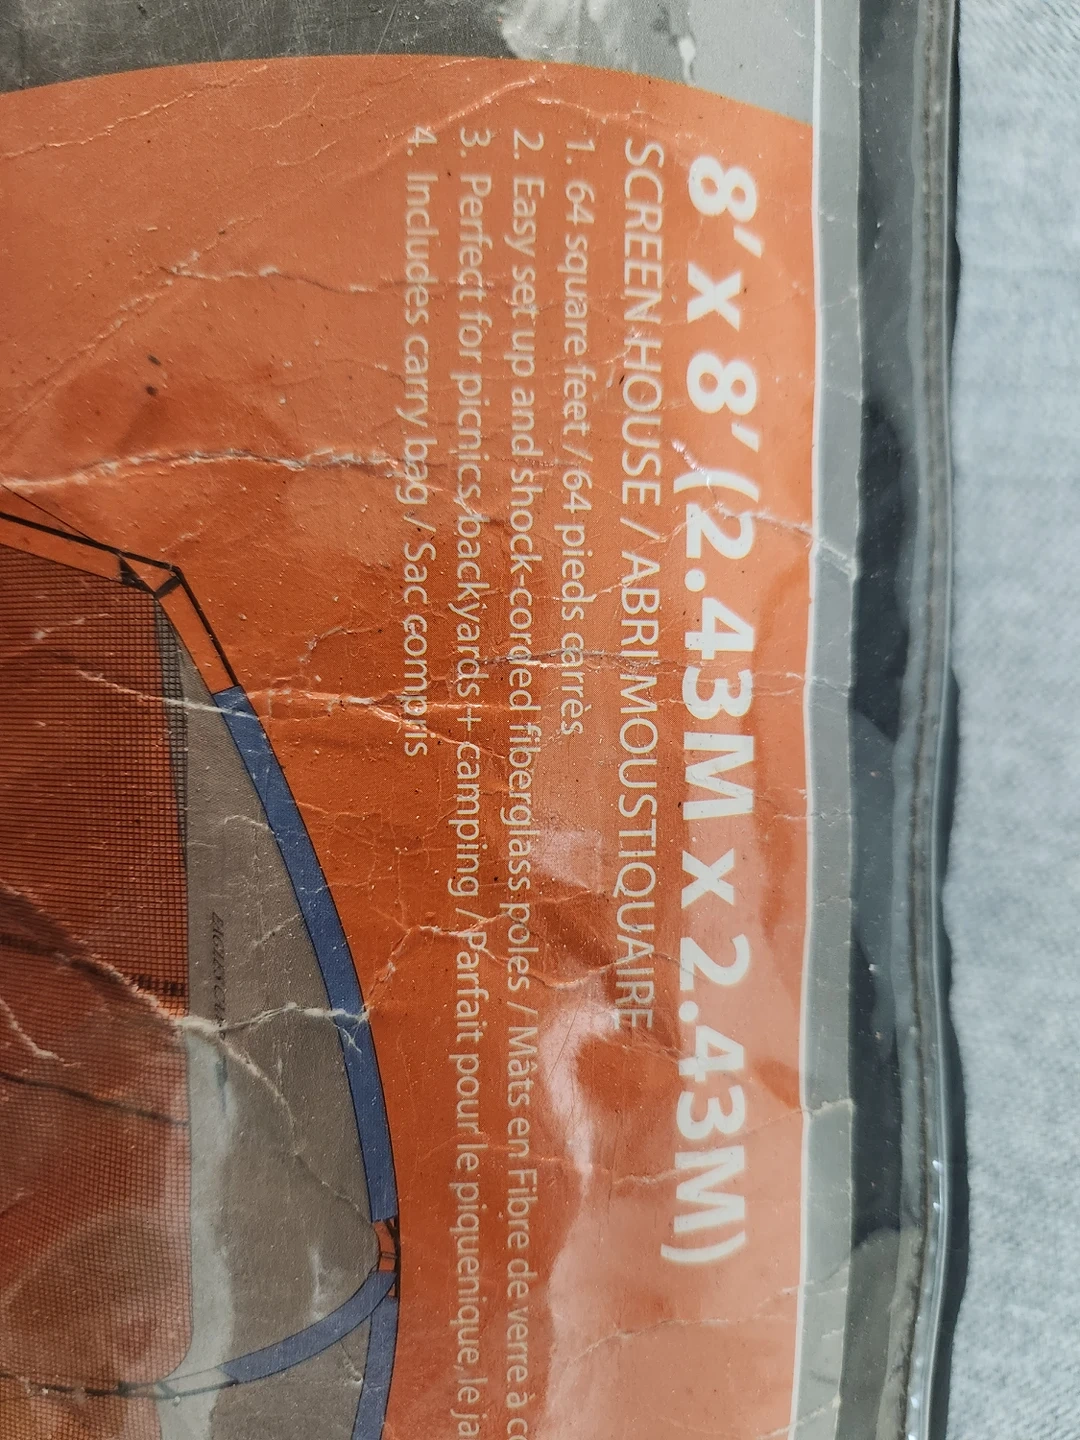 8' x 8' (2.43M x 2.43M)
SCREEN HOUSE / ABRI MOUSTIQUAIRE
1. 64 square feet / 64 pieds carrès
2. Easy set up and shock-corded fiberglass poles / Mâts en Fibre de verre à
3. Perfect for picnics, backyards + camping / Parfait pour le piquenique, le
4. Includes carry bag / Sac compris